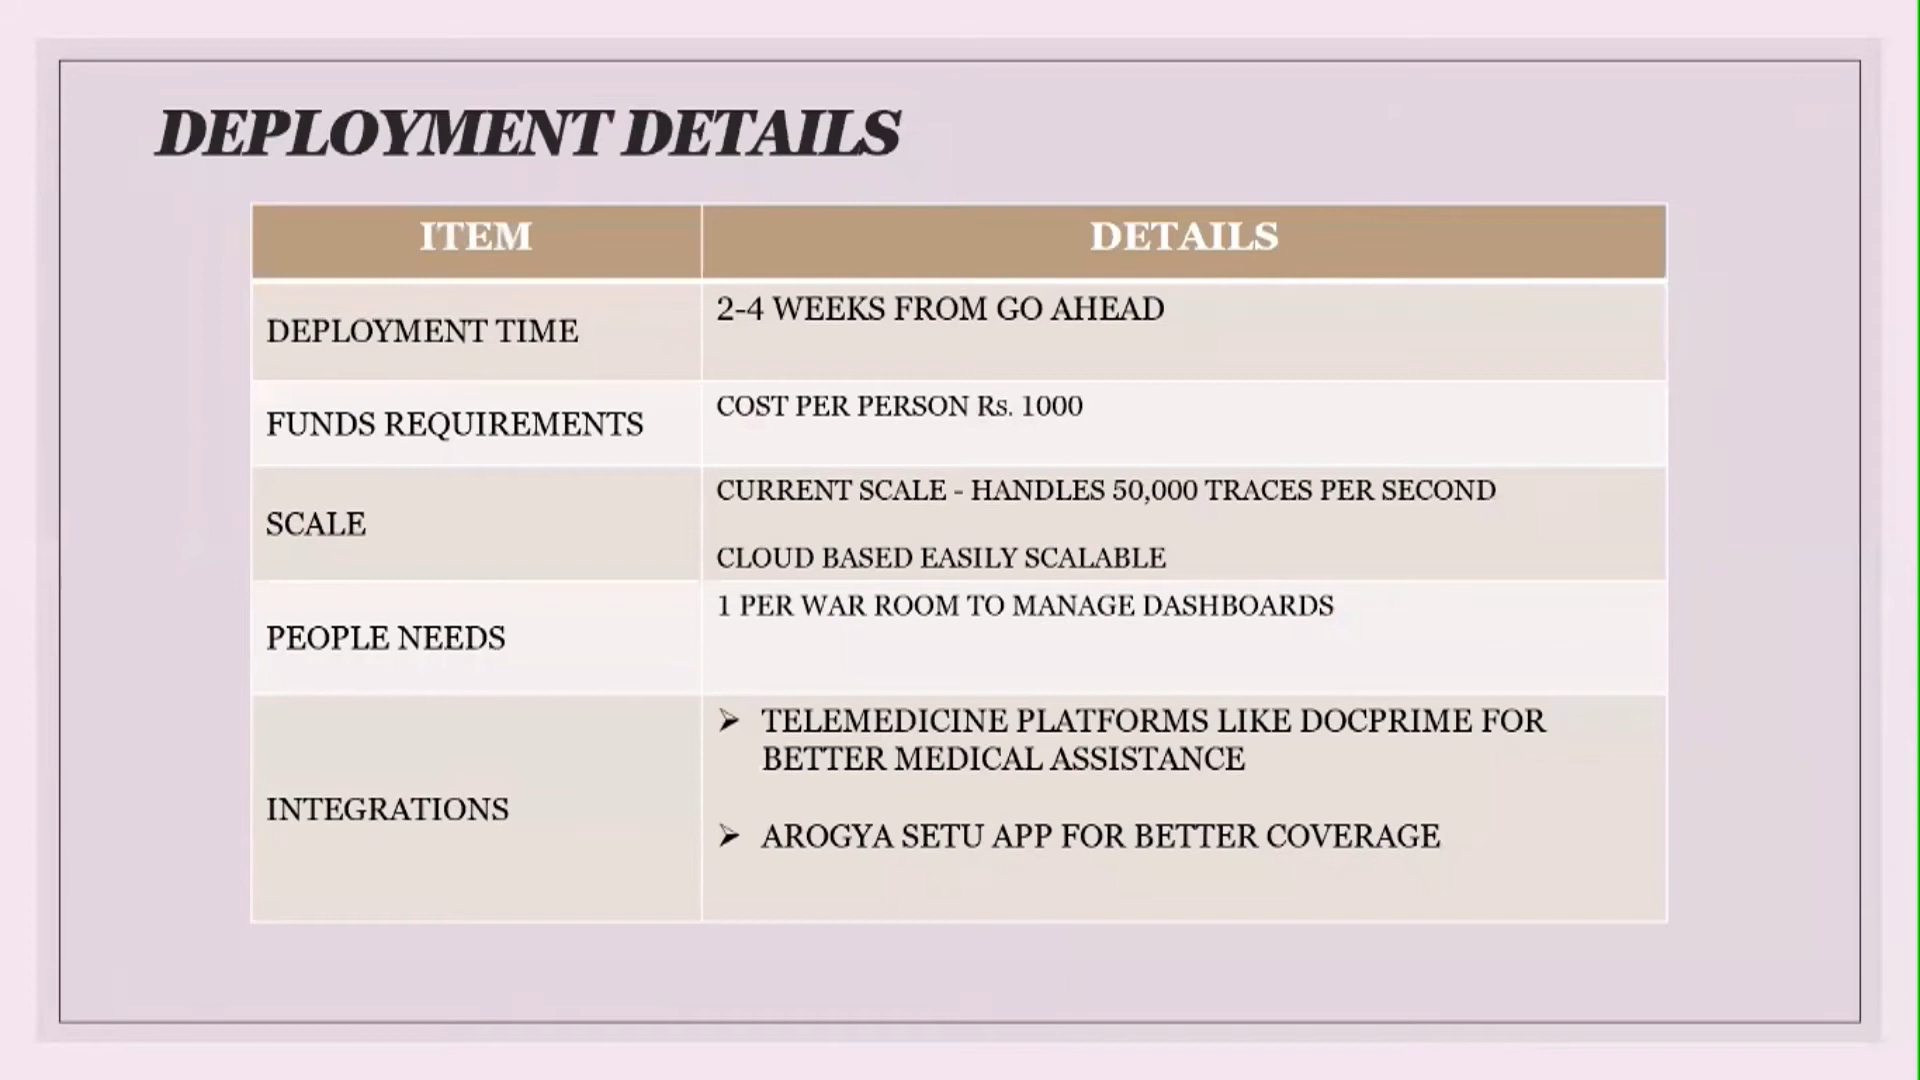 DEPLOYMENT DETAILS
ITEM
DETAILS
DEPLOYMENT TIME
2-4 WEEKS FROM GO AHEAD
FUNDS REQUIREMENTS
COST PER PERSON Rs. 1000
SCALE
CURRENT SCALE - HANDLES 50,000 TRACES PER SECOND
CLOUD BASED EASILY SCALABLE
PEOPLE NEEDS
1 PER WAR ROOM TO MANAGE DASHBOARDS
INTEGRATIONS
➢ TELEMEDICINE PLATFORMS LIKE DOCPRIME FOR
BETTER MEDICAL ASSISTANCE
➢ AROGYA SETU APP FOR BETTER COVERAGE